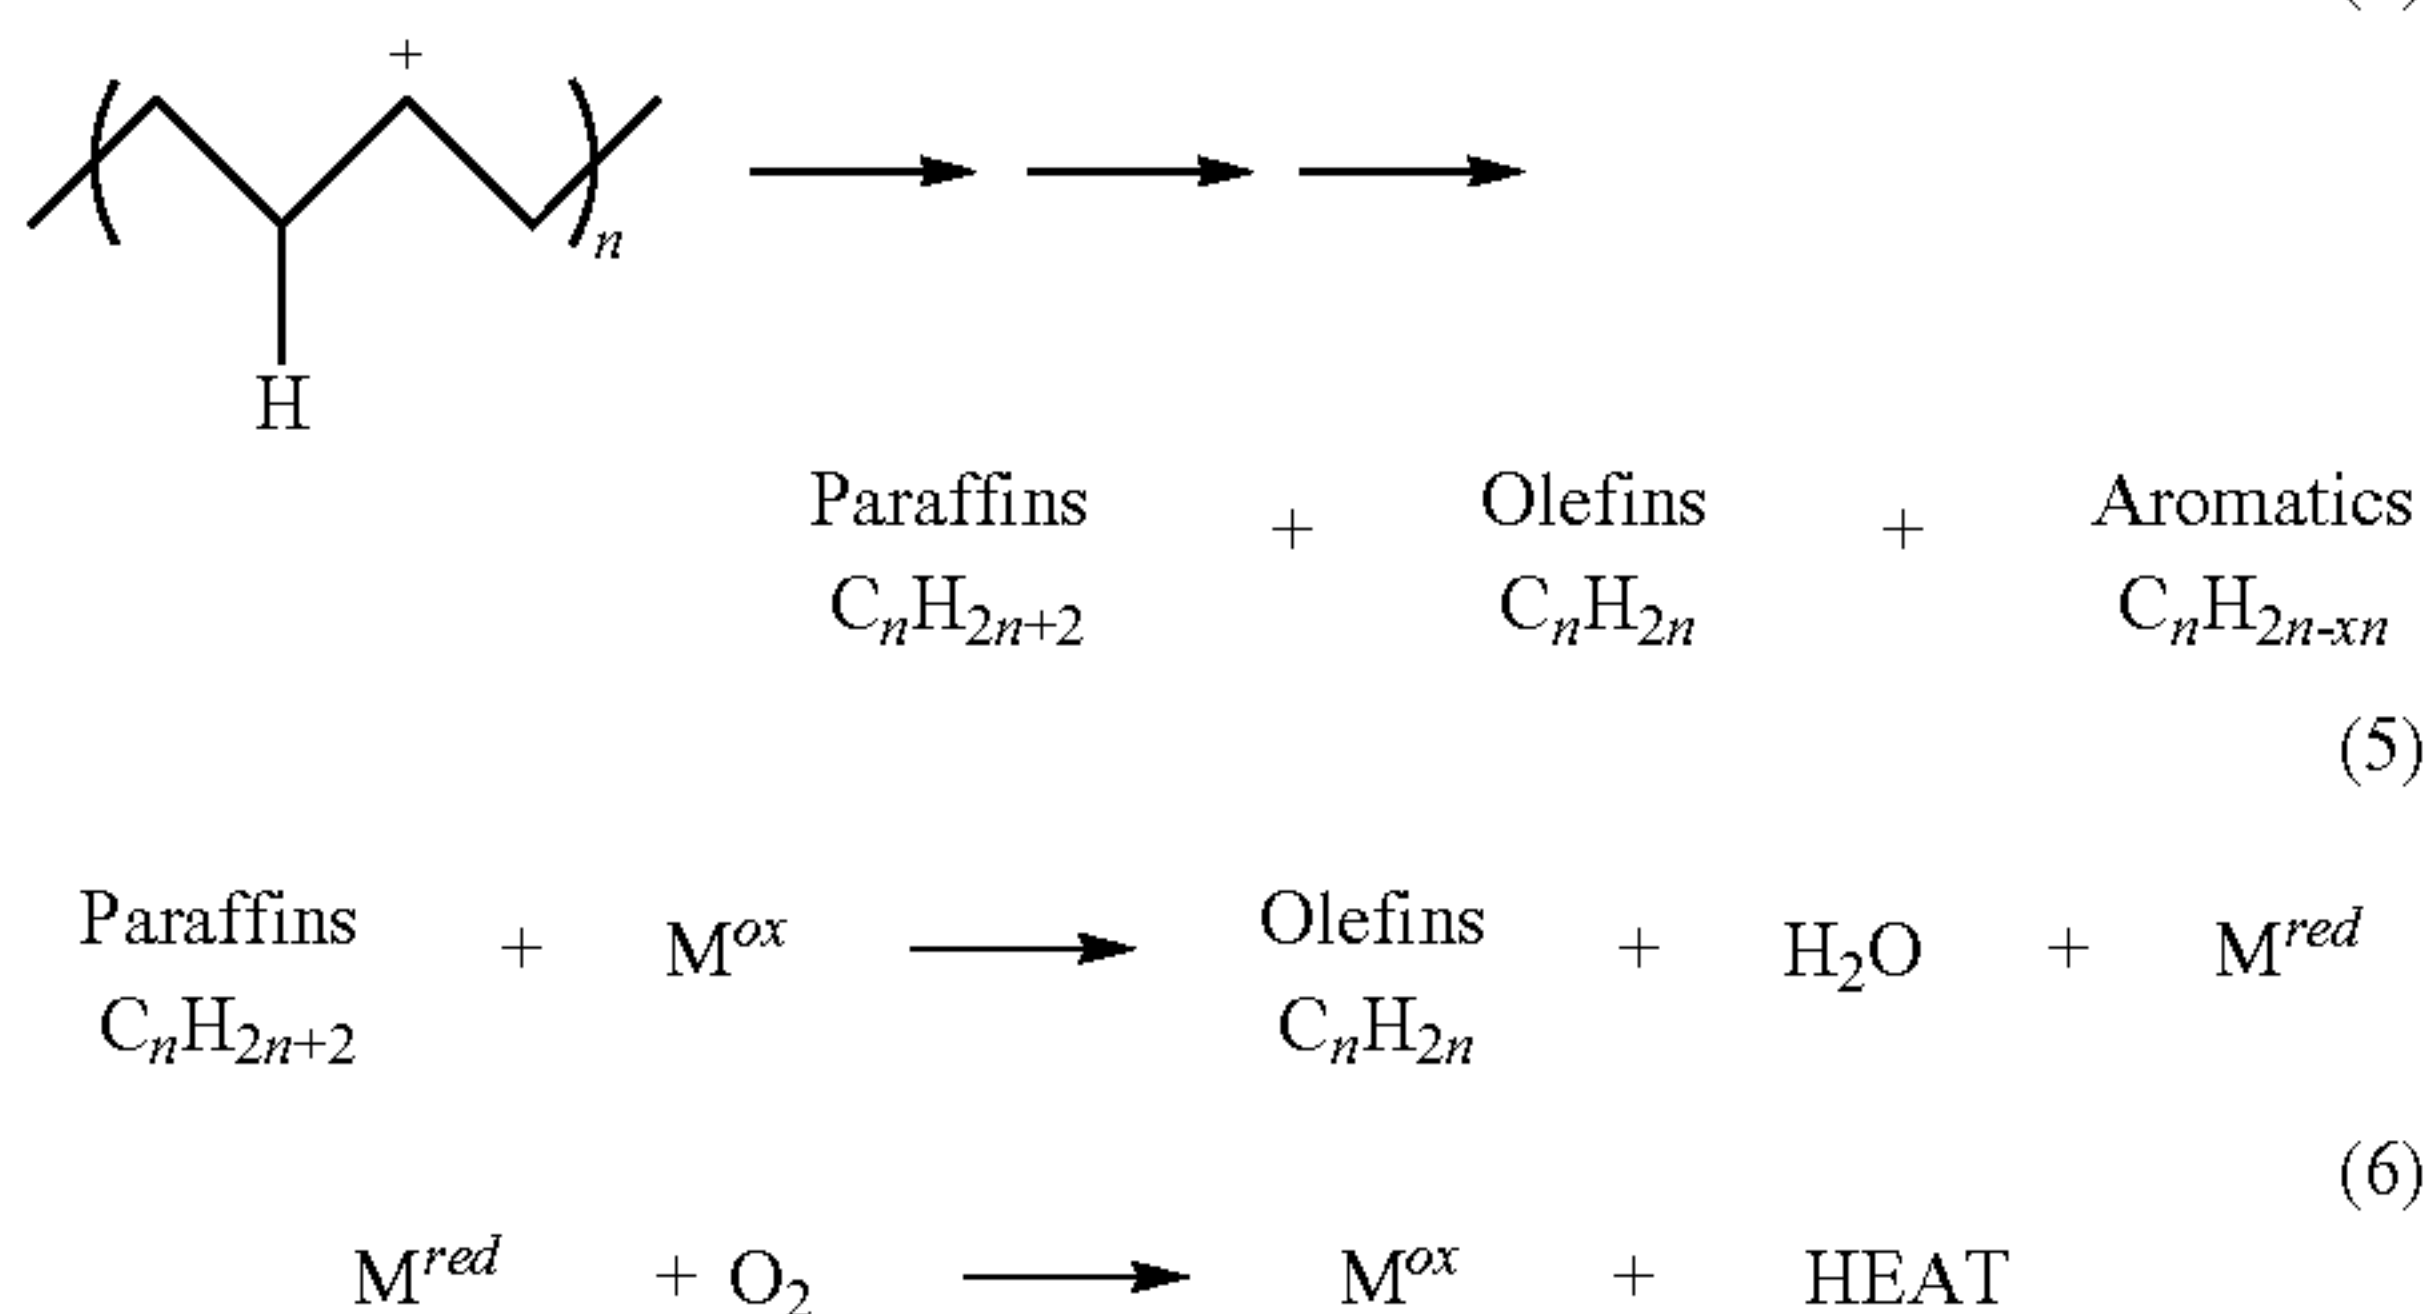 +
n
H
Paraffins + Olefins + Aromatics
CₙH₂ₙ₊₂ CₙH₂ₙ CₙH₂ₙ₋ₓₙ
(5)
Paraffins + Mᵒˣ Olefins + H₂O + Mʳᵉᵈ
CₙH₂ₙ₊₂ CₙH₂ₙ
(6)
Mʳᵉᵈ + O₂ Mᵒˣ + HEAT